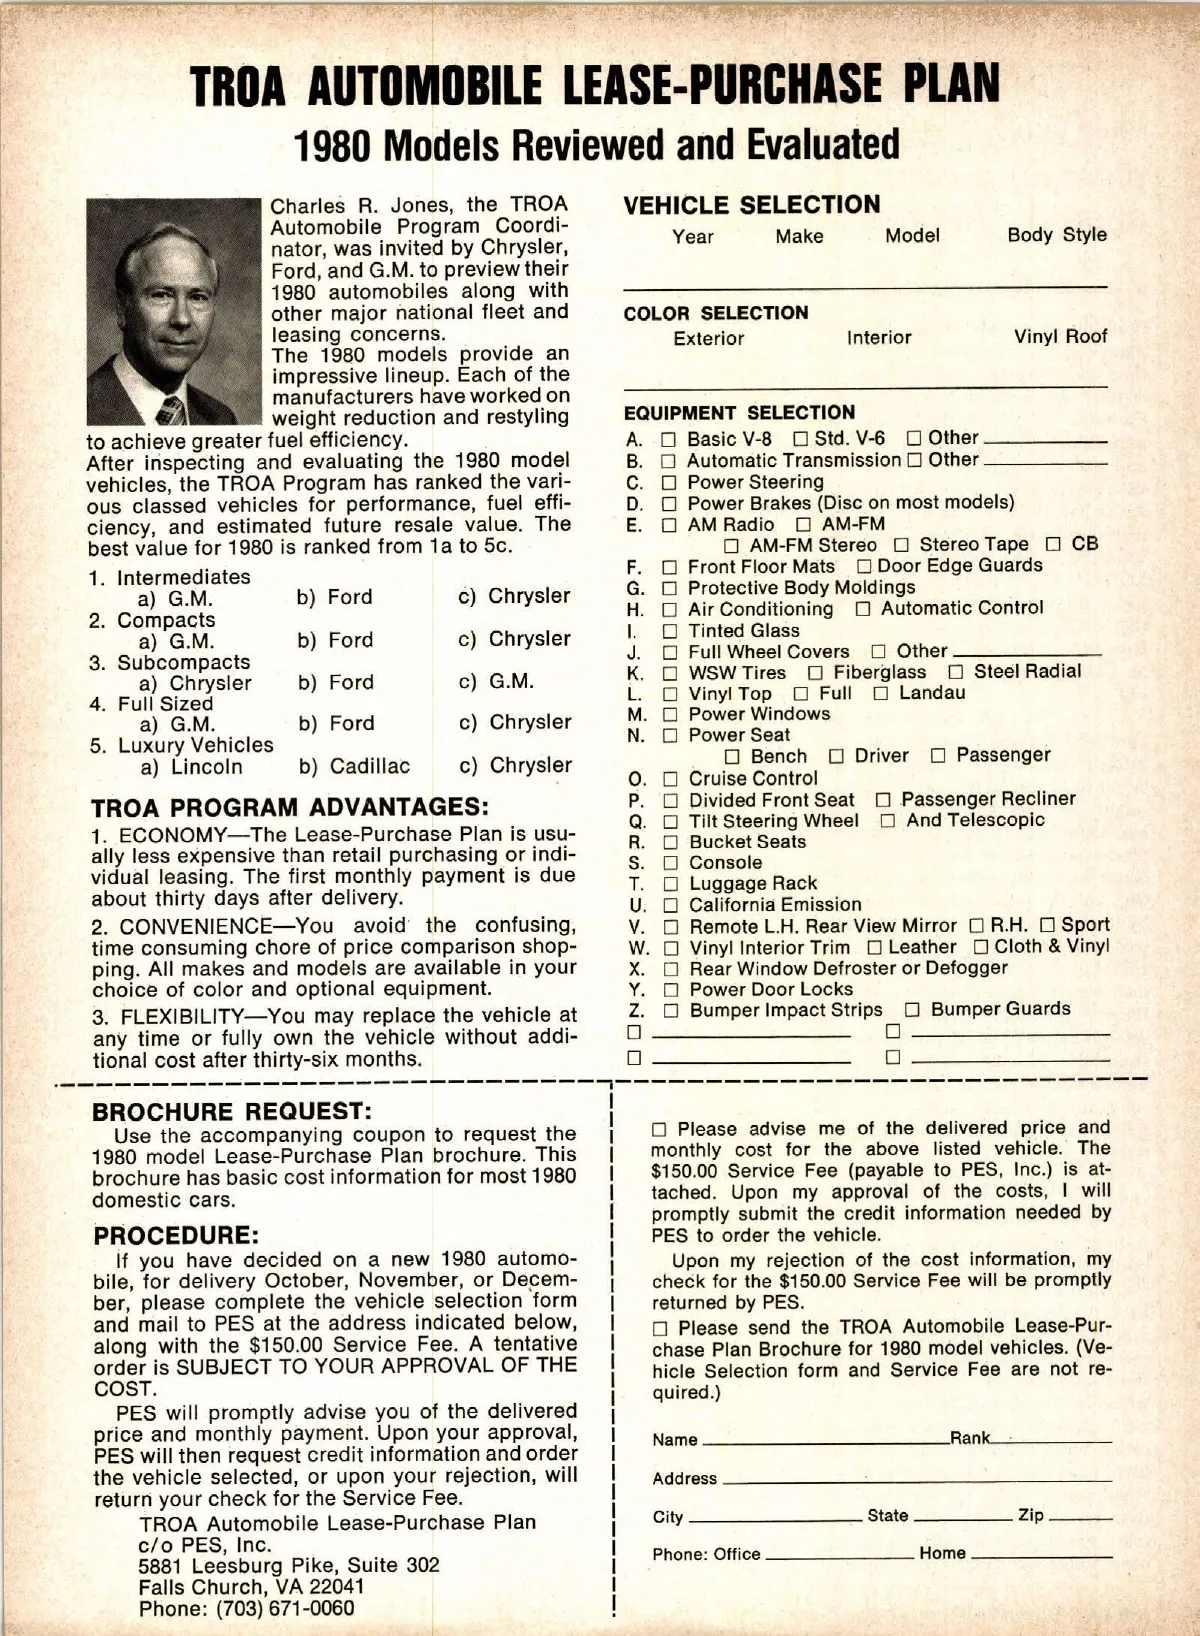 TROA AUTOMOBILE LEASE-PURCHASE PLAN
1980 Models Reviewed and Evaluated
Charles R. Jones, the TROA
Automobile Program Coordi-
nator, was invited by Chrysler,
Ford, and G.M. to preview their
1980 automobiles along with
other major national fleet and
leasing concerns.
The 1980 models provide an
impressive lineup. Each of the
manufacturers have worked on
weight reduction and restyling
to achieve greater fuel efficiency.
After inspecting and evaluating the 1980 model
vehicles, the TROA Program has ranked the vari-
ous classed vehicles for performance, fuel effi-
ciency, and estimated future resale value. The
best value for 1980 is ranked from 1a to 5c.
1. Intermediates
a) G.M. b) Ford c) Chrysler
2. Compacts
a) G.M. b) Ford c) Chrysler
3. Subcompacts
a) Chrysler b) Ford c) G.M.
4. Full Sized
a) G.M. b) Ford c) Chrysler
5. Luxury Vehicles
a) Lincoln b) Cadillac c) Chrysler
TROA PROGRAM ADVANTAGES:
1. ECONOMY—The Lease-Purchase Plan is usu-
ally less expensive than retail purchasing or indi-
vidual leasing. The first monthly payment is due
about thirty days after delivery.
2. CONVENIENCE—You avoid the confusing,
time consuming chore of price comparison shop-
ping. All makes and models are available in your
choice of color and optional equipment.
3. FLEXIBILITY—You may replace the vehicle at
any time or fully own the vehicle without addi-
tional cost after thirty-six months.
VEHICLE SELECTION
Year Make Model Body Style
COLOR SELECTION
Exterior Interior Vinyl Roof
EQUIPMENT SELECTION
A. ☐ Basic V-8 ☐ Std. V-6 ☐ Other
B. ☐ Automatic Transmission ☐ Other
C. ☐ Power Steering
D. ☐ Power Brakes (Disc on most models)
E. ☐ AM Radio ☐ AM-FM
☐ AM-FM Stereo ☐ Stereo Tape ☐ CB
F. ☐ Front Floor Mats ☐ Door Edge Guards
G. ☐ Protective Body Moldings
H. ☐ Air Conditioning ☐ Automatic Control
I. ☐ Tinted Glass
J. ☐ Full Wheel Covers ☐ Other
K. ☐ WSW Tires ☐ Fiberglass ☐ Steel Radial
L. ☐ Vinyl Top ☐ Full ☐ Landau
M. ☐ Power Windows
N. ☐ Power Seat
☐ Bench ☐ Driver ☐ Passenger
O. ☐ Cruise Control
P. ☐ Divided Front Seat ☐ Passenger Recliner
Q. ☐ Tilt Steering Wheel ☐ And Telescopic
R. ☐ Bucket Seats
S. ☐ Console
T. ☐ Luggage Rack
U. ☐ California Emission
V. ☐ Remote L.H. Rear View Mirror ☐ R.H. ☐ Sport
W. ☐ Vinyl Interior Trim ☐ Leather ☐ Cloth & Vinyl
X. ☐ Rear Window Defroster or Defogger
Y. ☐ Power Door Locks
Z. ☐ Bumper Impact Strips ☐ Bumper Guards
BROCHURE REQUEST:
Use the accompanying coupon to request the
1980 model Lease-Purchase Plan brochure. This
brochure has basic cost information for most 1980
domestic cars.
PROCEDURE:
If you have decided on a new 1980 automo-
bile, for delivery October, November, or Decem-
ber, please complete the vehicle selection form
and mail to PES at the address indicated below,
along with the $150.00 Service Fee. A tentative
order is SUBJECT TO YOUR APPROVAL OF THE
COST.
PES will promptly advise you of the delivered
price and monthly payment. Upon your approval,
PES will then request credit information and order
the vehicle selected, or upon your rejection, will
return your check for the Service Fee.
TROA Automobile Lease-Purchase Plan
c/o PES, Inc.
5881 Leesburg Pike, Suite 302
Falls Church, VA 22041
Phone: (703) 671-0060
☐ Please advise me of the delivered price and
monthly cost for the above listed vehicle. The
$150.00 Service Fee (payable to PES, Inc.) is at-
tached. Upon my approval of the costs, I will
promptly submit the credit information needed by
PES to order the vehicle.
Upon my rejection of the cost information, my
check for the $150.00 Service Fee will be promptly
returned by PES.
☐ Please send the TROA Automobile Lease-Pur-
chase Plan Brochure for 1980 model vehicles. (Ve-
hicle Selection form and Service Fee are not re-
quired.)
Name Rank
Address
City State Zip
Phone: Office Home